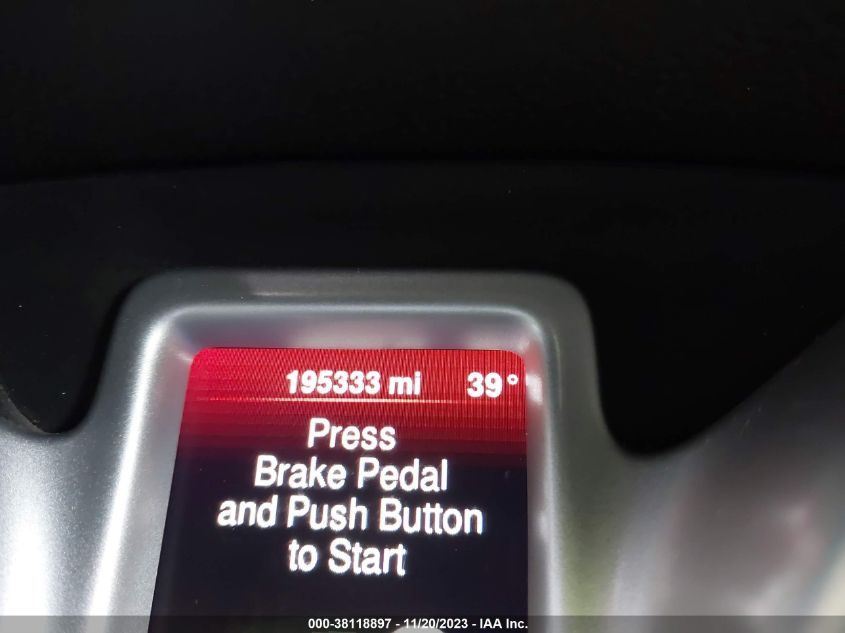 195333 mi 39°
Press
Brake Pedal
and Push Button
to Start
000-38118897 - 11/20/2023 - IAA Inc.